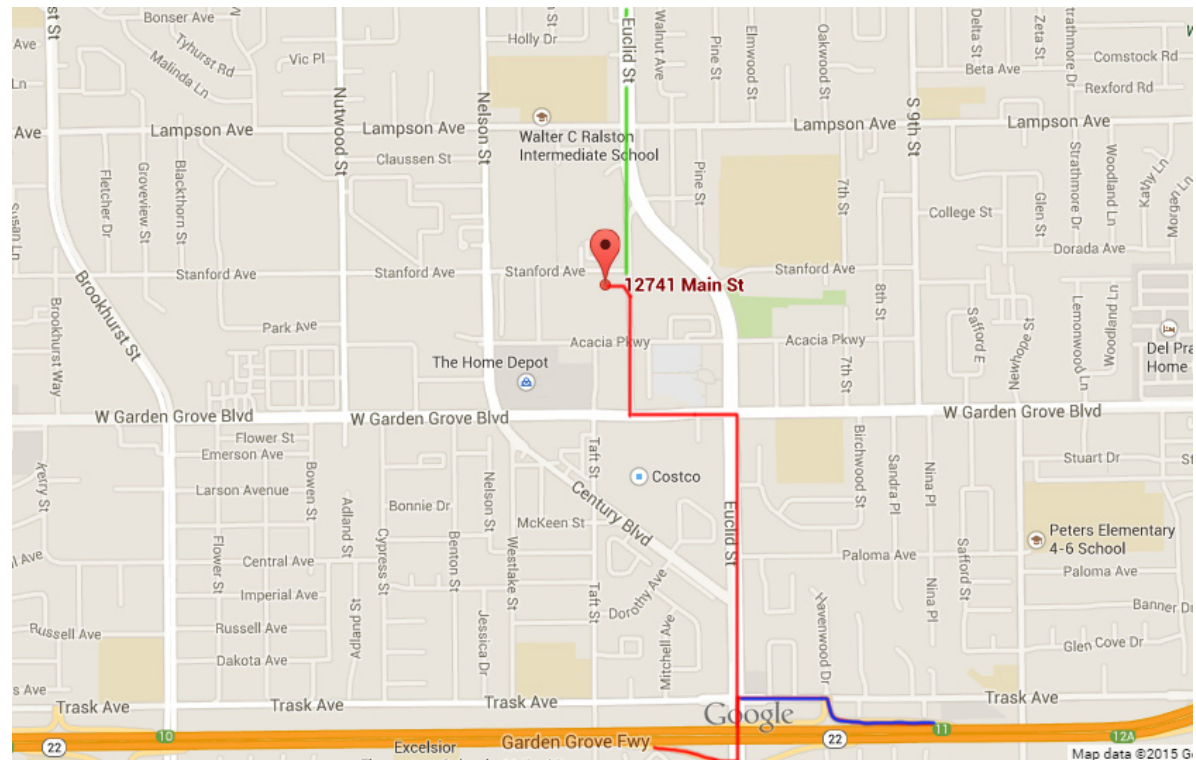 Bonser Ave
Holly Dr
Euclid St
Walnut Ave
Pine St
Elmwood St
Oakwood St
Delta St
Zeta St
Comstock Rd
Ave
Tyhurst Rd
Vic Pl
Malinda Ln
Beta Ave
Rexford Rd
Nutwood St
Nelson St
S 9th St
Ave
Lampson Ave
Lampson Ave
Lampson Ave
Lampson Ave
Walter C Ralston
Intermediate School
Claussen St
Fletcher Dr
Groveview St
Blackthorn St
Pine St
7th St
Strathmore Dr
Woodland Ln
Kathy Ln
College St
Glen St
Dorada Ave
Stanford Ave
Stanford Ave
Stanford Ave
Stanford Ave
12741 Main St
Brookhurst St
Brookhurst Way
8th St
Safford E
Newhope St
Lemonwood Ln
Woodland Ln
Park Ave
Acacia Pkwy
Acacia Pkwy
The Home Depot
7th St
Del Pra
Home
W Garden Grove Blvd
W Garden Grove Blvd
W Garden Grove Blvd
Flower St
Emerson Ave
Taft St
Birchwood St
Sandra Pl
Nina Pl
Stuart Dr
St
Bowen St
Costco
Larson Avenue
Nelson St
Century Blvd
Bonnie Dr
Adland St
McKeen St
Euclid St
Peters Elementary
4-6 School
Flower St
Cypress St
Benton St
Westlake St
Central Ave
Paloma Ave
Safford St
Paloma Ave
Imperial Ave
Taft St
Dorothy Ave
Nina Pl
Havenwood Dr
Banner Dr
Russell Ave
Russell Ave
Adland St
Jessica Dr
Mitchell Ave
Glen Cove Dr
Dakota Ave
s Ave
Trask Ave
Trask Ave
Trask Ave
Trask Ave
Google
22
10
Excelsior
Garden Grove Fwy
22
11
12A
Map data ©2015 Go